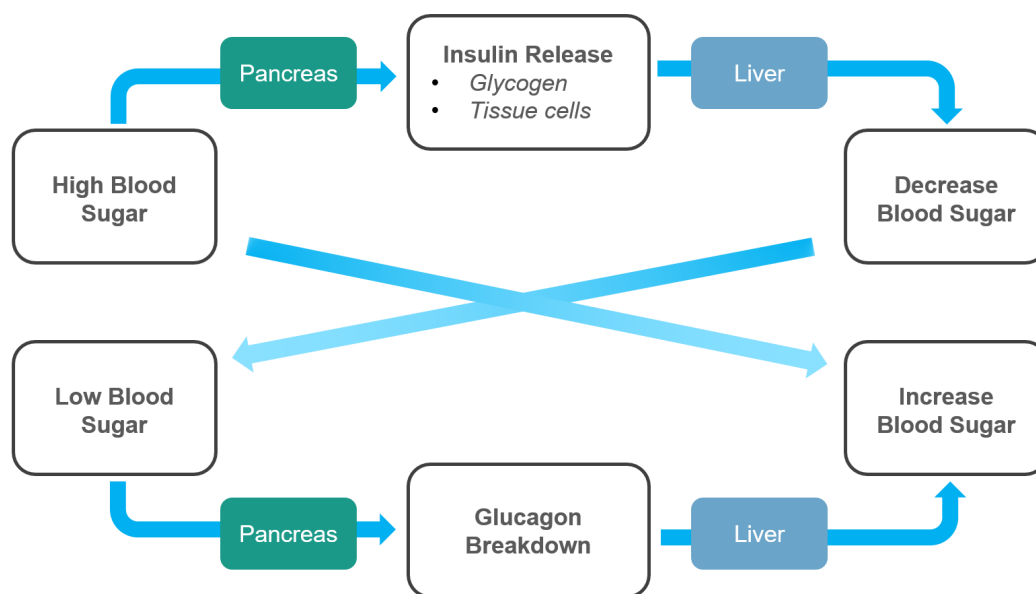 Pancreas
Insulin Release
• Glycogen
• Tissue cells
Liver
High Blood
Sugar
Decrease
Blood Sugar
Low Blood
Sugar
Increase
Blood Sugar
Pancreas
Glucagon
Breakdown
Liver